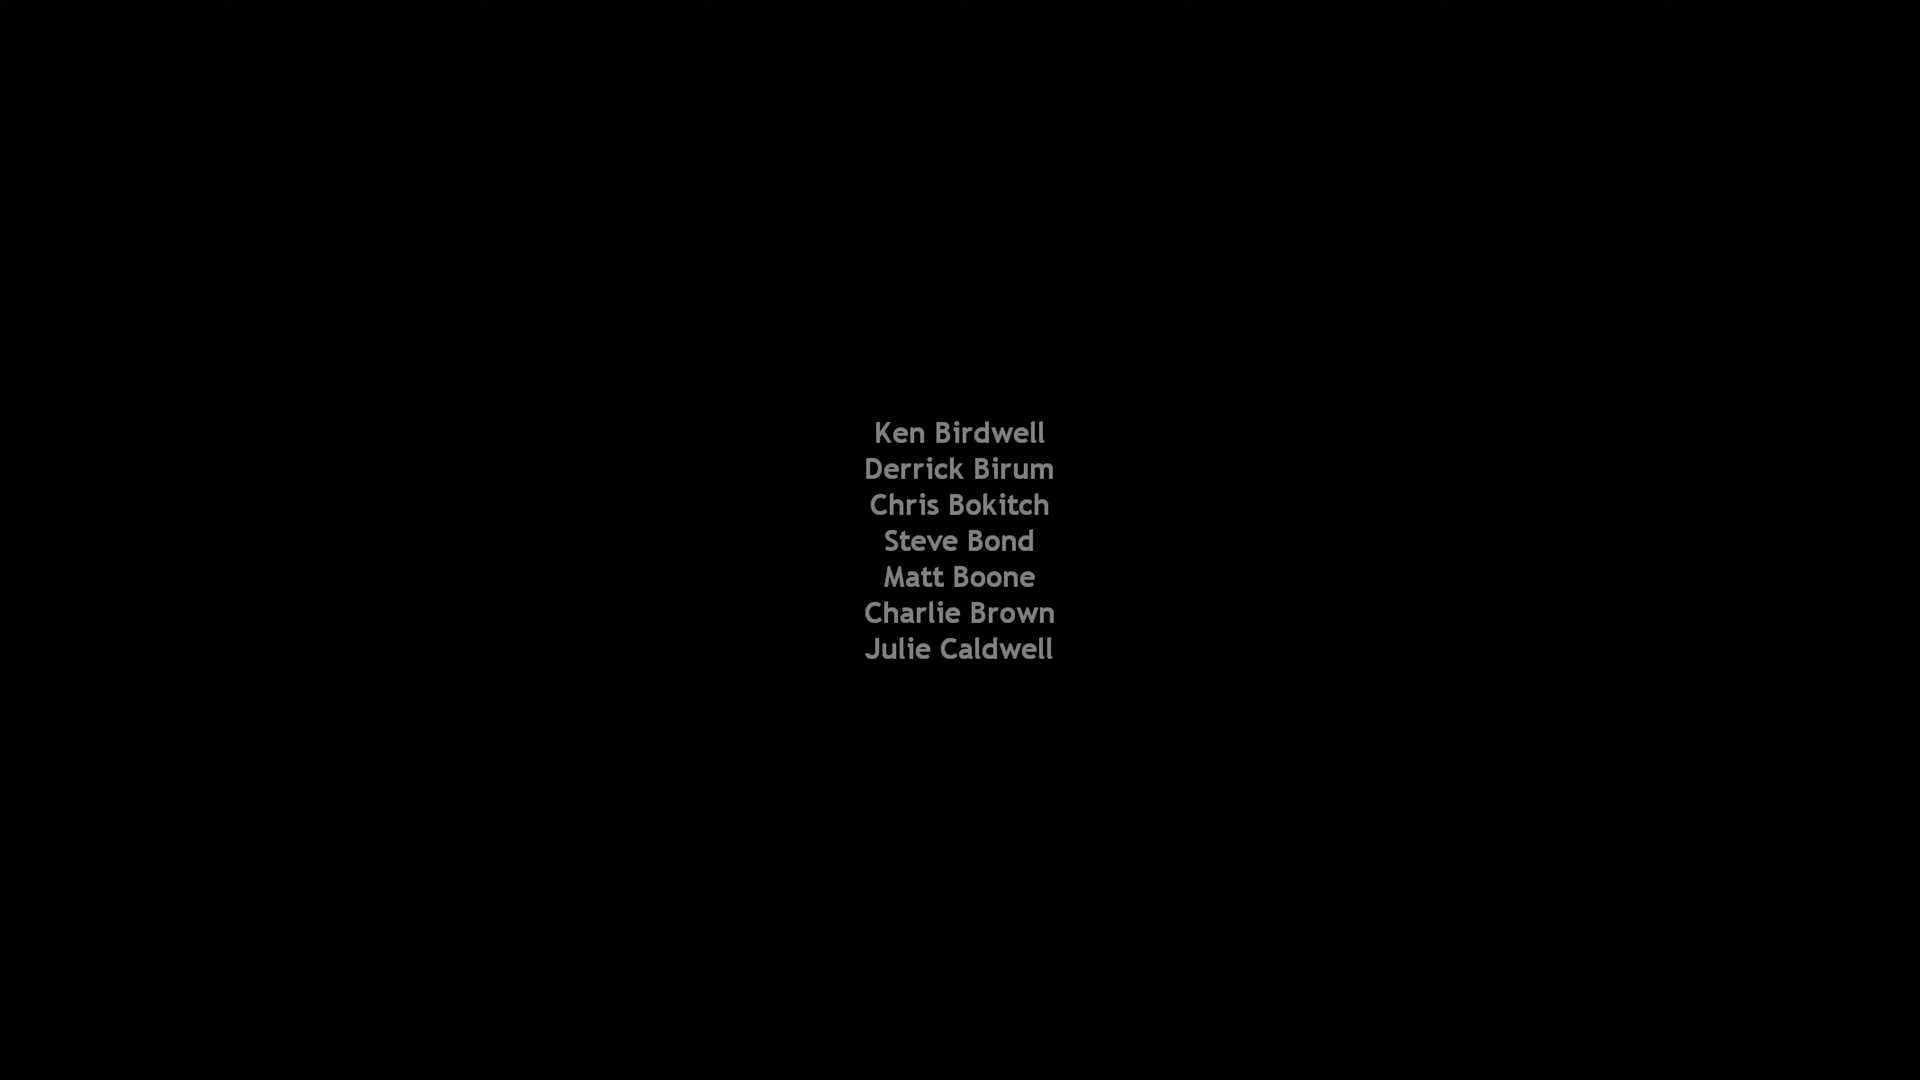 Ken Birdwell
Derrick Birum
Chris Bokitch
Steve Bond
Matt Boone
Charlie Brown
Julie Caldwell